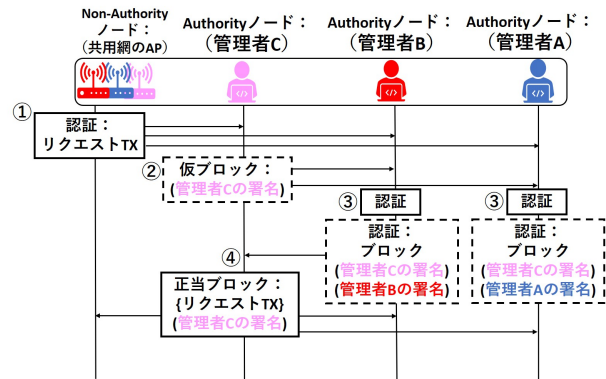 Non-Authority
ノード：
（共用網のAP）
Authorityノード：
（管理者C）
Authorityノード：
（管理者B）
Authorityノード：
（管理者A）
①
認証：
リクエストTX
②
仮ブロック：
(管理者Cの署名)
③
認証
③
認証
認証：
ブロック
(管理者Cの署名)
(管理者Bの署名)
認証：
ブロック
(管理者Cの署名)
(管理者Aの署名)
④
正当ブロック：
{リクエストTX}
(管理者Cの署名)